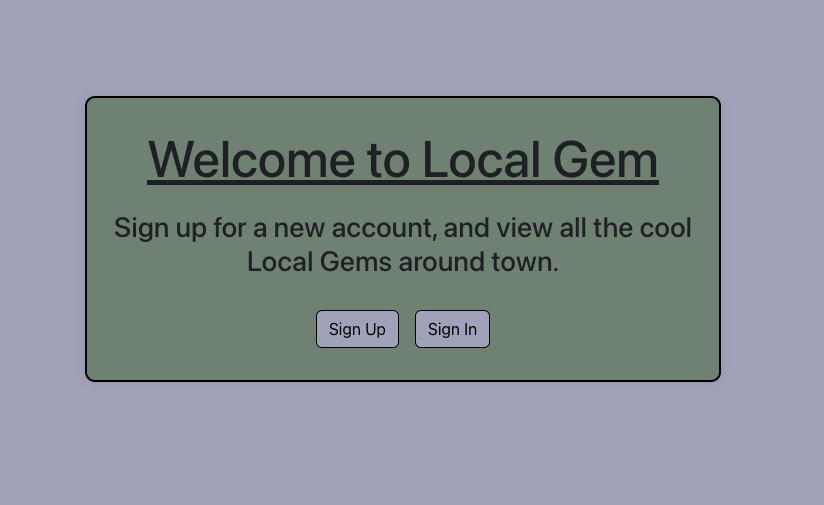 Welcome to Local Gem
Sign up for a new account, and view all the cool
Local Gems around town.
Sign Up
Sign In